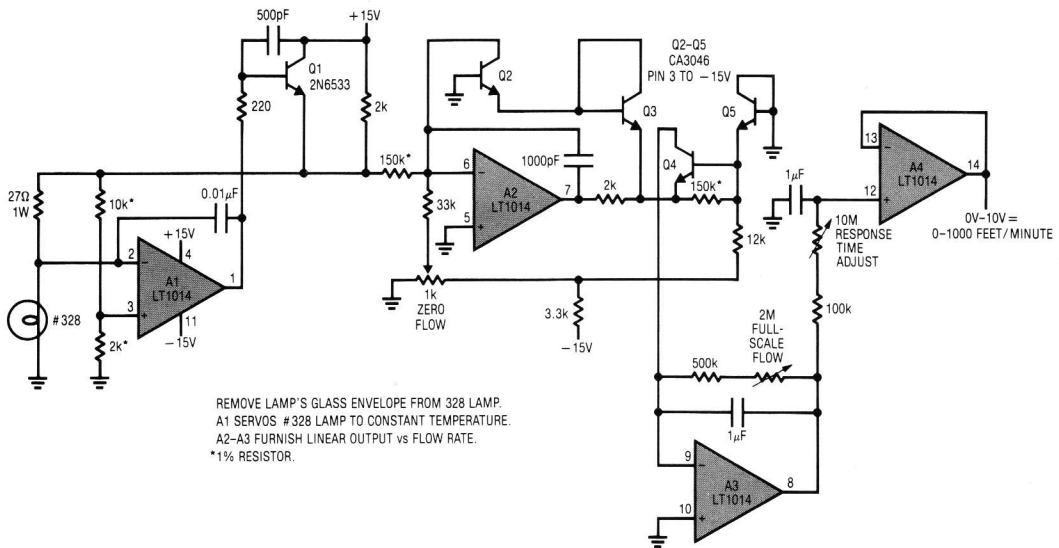 500pF
+15V
Q1
2N6533
220
2k
27Ω
1W
10k*
0.01µF
+15V
2
4
A1
LT1014
1
3
11
-15V
#328
2k*
150k*
Q2
Q2-Q5
CA3046
PIN 3 TO -15V
Q3
Q5
Q4
1000pF
6
A2
LT1014
7
5
33k
2k
150k*
12k
1k
ZERO
FLOW
3.3k
-15V
1µF
13
A4
LT1014
14
12
0V-10V =
0-1000 FEET/MINUTE
10M
RESPONSE
TIME
ADJUST
100k
2M
FULL-
SCALE
FLOW
500k
1µF
9
A3
LT1014
8
10
REMOVE LAMP'S GLASS ENVELOPE FROM 328 LAMP.
A1 SERVOS #328 LAMP TO CONSTANT TEMPERATURE.
A2-A3 FURNISH LINEAR OUTPUT vs FLOW RATE.
*1% RESISTOR.